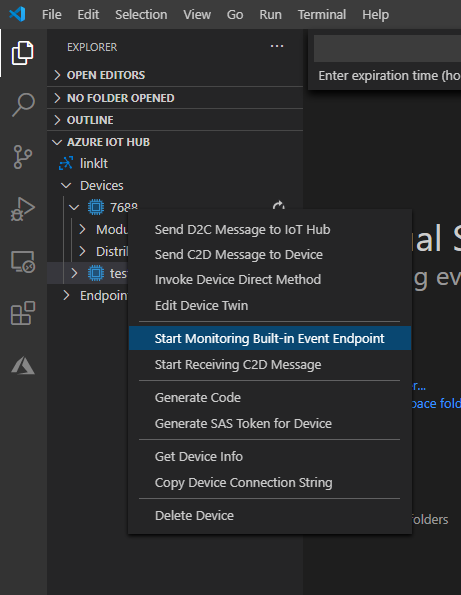 File Edit Selection View Go Run Terminal Help
EXPLORER
Enter expiration time
OPEN EDITORS
NO FOLDER OPENED
OUTLINE
AZURE IOT HUB
linkIt
Devices
7688
Send D2C Message to IoT Hub
Send C2D Message to Device
Invoke Device Direct Method
Edit Device Twin
Start Monitoring Built-in Event Endpoint
Start Receiving C2D Message
Generate Code
Generate SAS Token for Device
Get Device Info
Copy Device Connection String
Delete Device